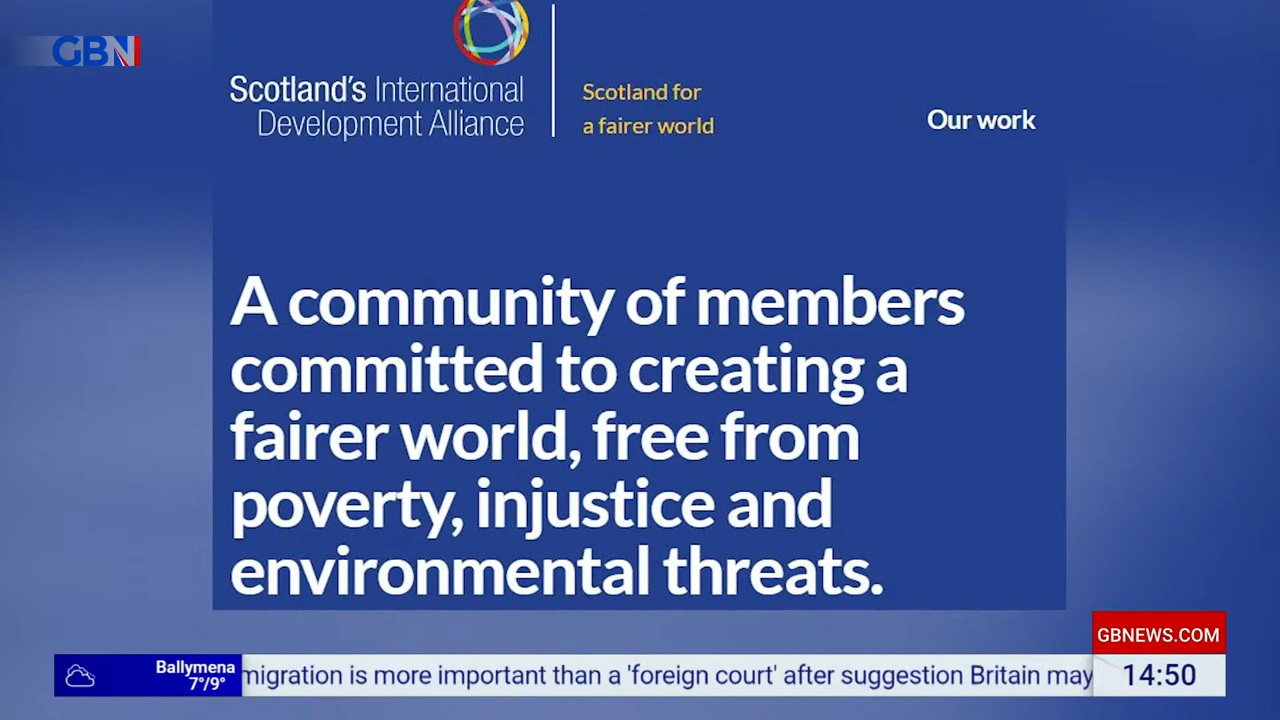 GBN
Scotland's International
Development Alliance
Scotland for
a fairer world
Our work
A community of members
committed to creating a
fairer world, free from
poverty, injustice and
environmental threats.
GBNEWS.COM
Ballymena
7°/9°
migration is more important than a 'foreign court' after suggestion Britain may
14:50